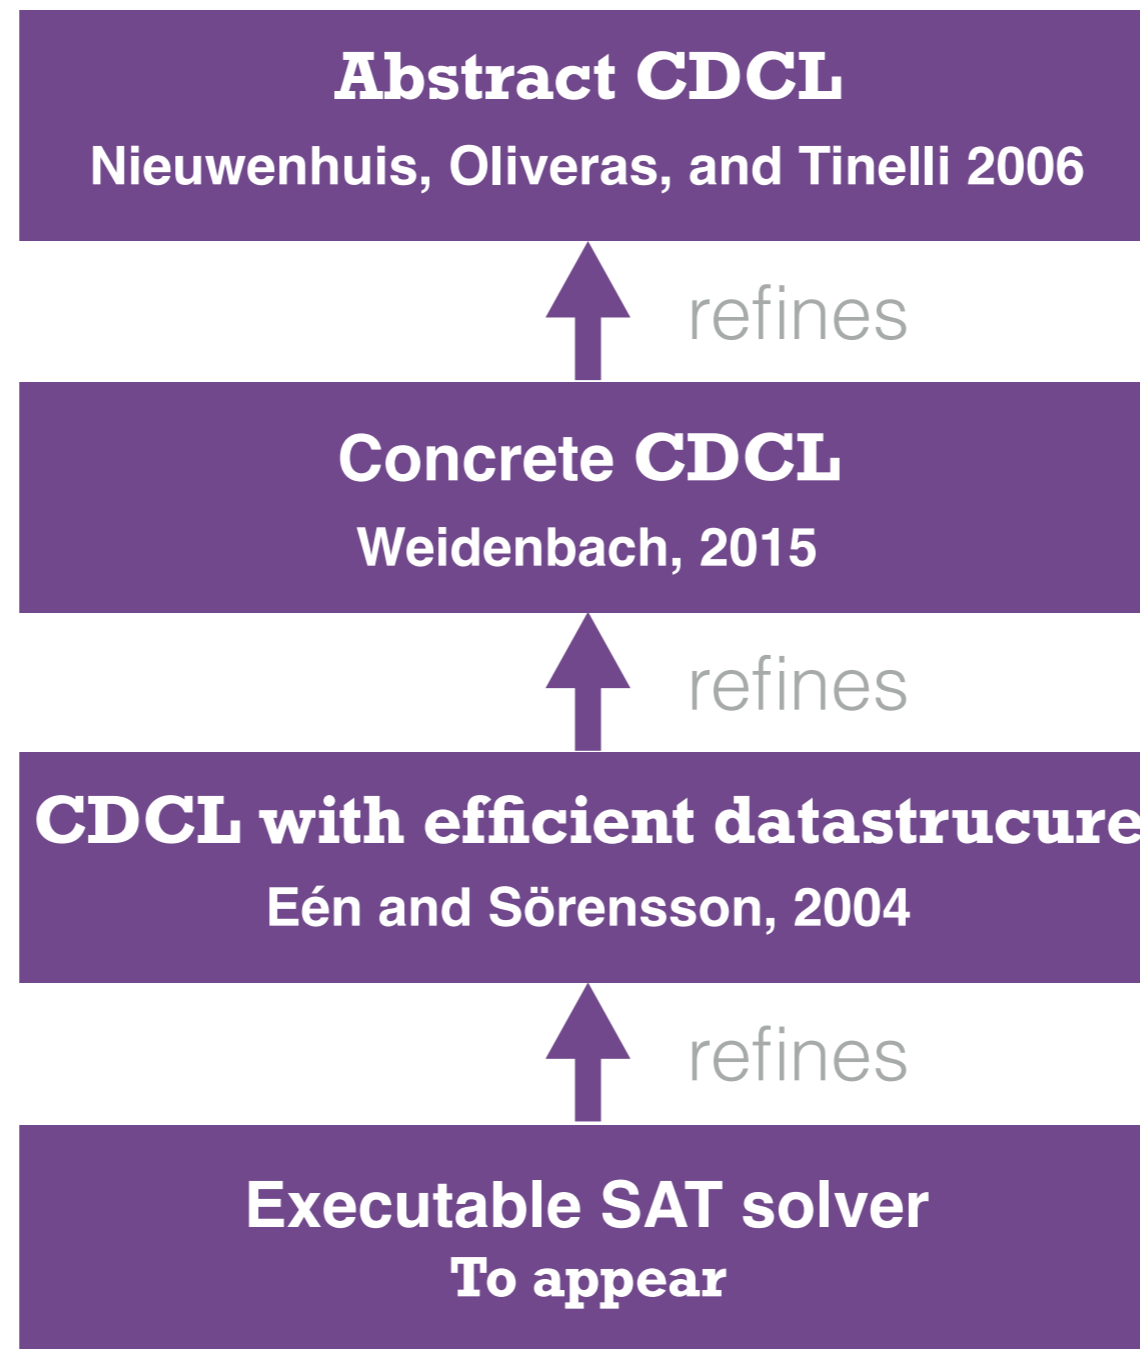 Abstract CDCL
Nieuwenhuis, Oliveras, and Tinelli 2006
refines
Concrete CDCL
Weidenbach, 2015
refines
CDCL with efficient datastrucure
Eén and Sörensson, 2004
refines
Executable SAT solver
To appear